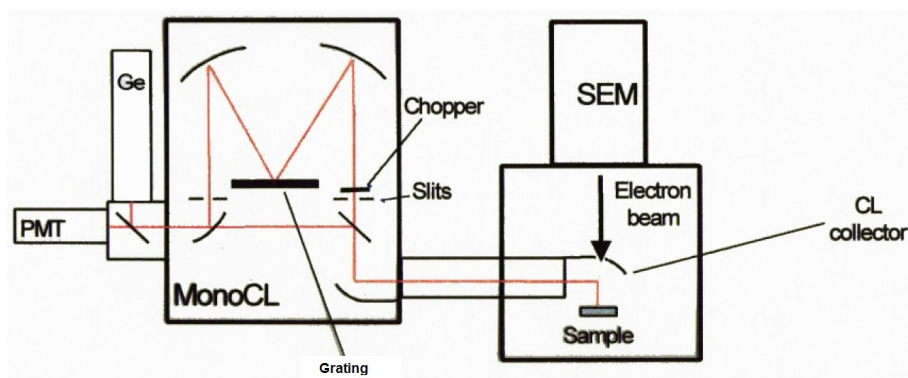 Ge
PMT
MonoCL
Grating
Chopper
Slits
SEM
Electron
beam
Sample
CL
collector